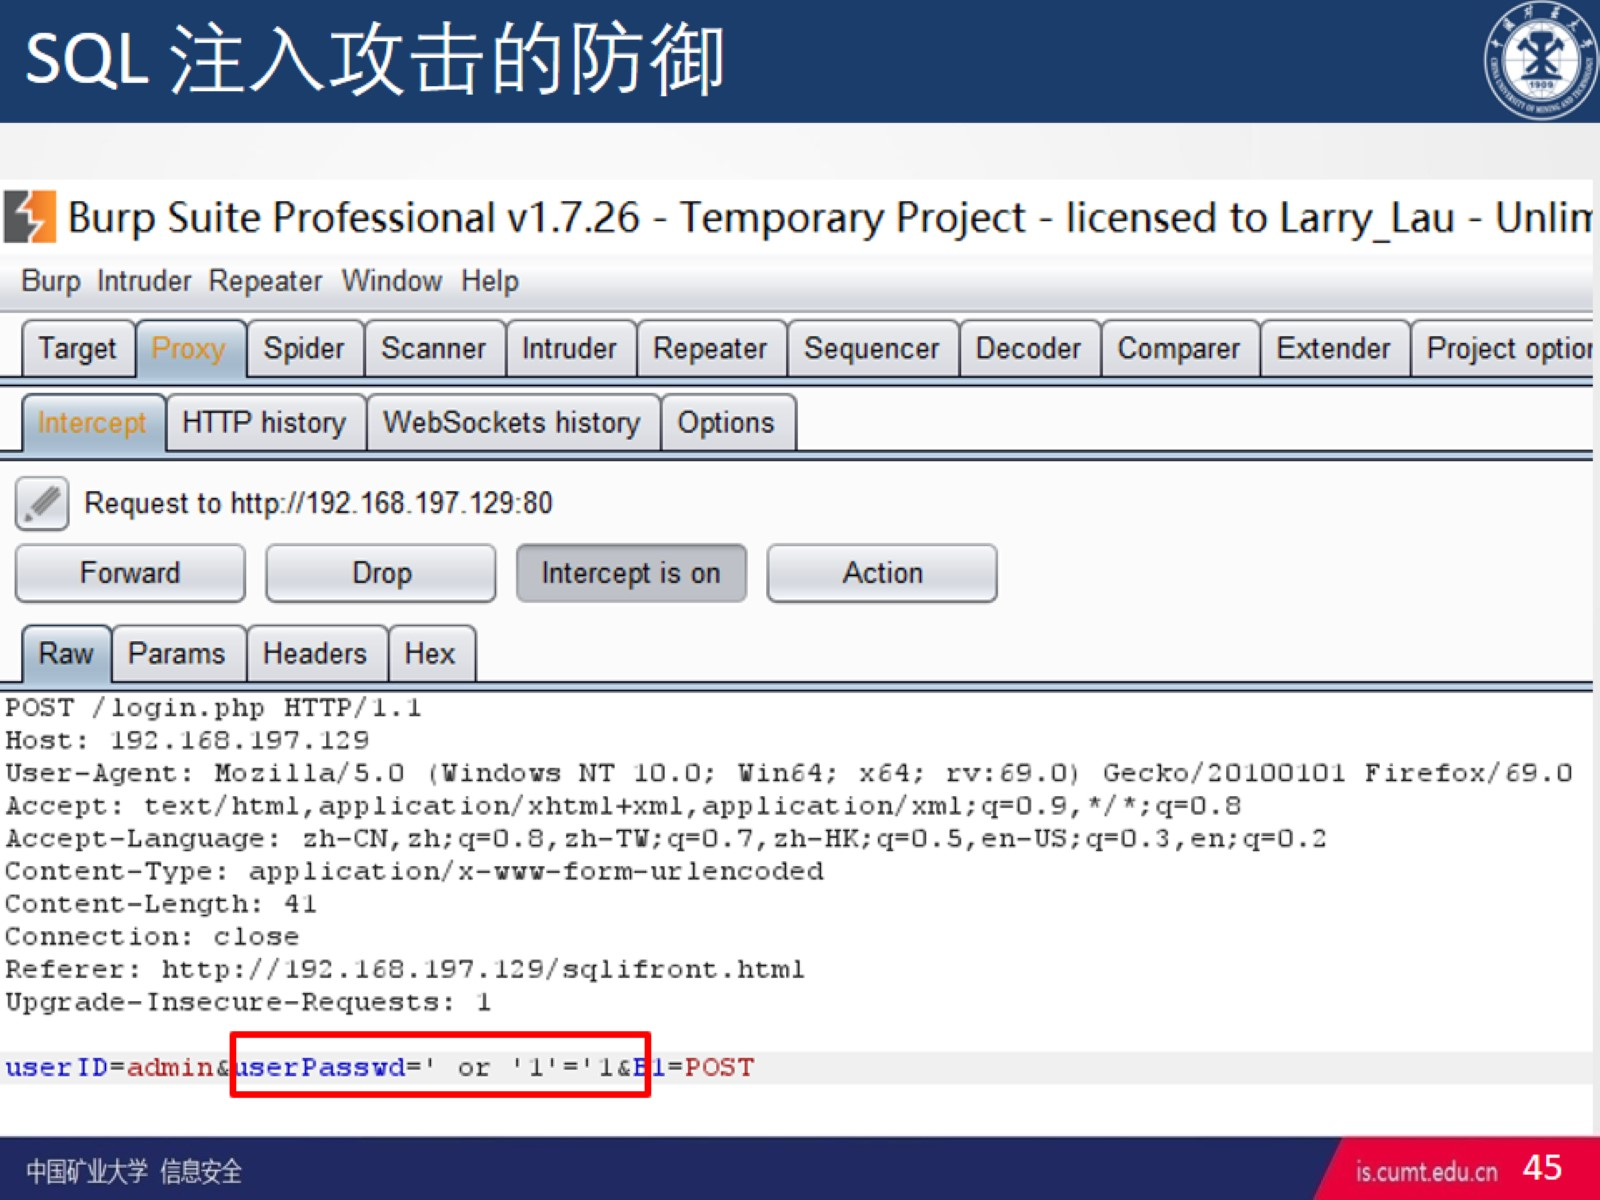 SQL 注入攻击的防御
1909
Burp Suite Professional v1.7.26 - Temporary Project - licensed to Larry_Lau - Unlim
Burp Intruder Repeater Window Help
Target Proxy Spider Scanner Intruder Repeater Sequencer Decoder Comparer Extender Project option
Intercept HTTP history WebSockets history Options
Request to http://192.168.197.129:80
Forward Drop Intercept is on Action
Raw Params Headers Hex
POST /login.php HTTP/1.1
Host: 192.168.197.129
User-Agent: Mozilla/5.0 (Windows NT 10.0; Win64; x64; rv:69.0) Gecko/20100101 Firefox/69.0
Accept: text/html,application/xhtml+xml,application/xml;q=0.9,*/*;q=0.8
Accept-Language: zh-CN,zh;q=0.8,zh-TW;q=0.7,zh-HK;q=0.5,en-US;q=0.3,en;q=0.2
Content-Type: application/x-www-form-urlencoded
Content-Length: 41
Connection: close
Referer: http://192.168.197.129/sqlifront.html
Upgrade-Insecure-Requests: 1
userID=admin&userPasswd=' or '1'='1&B1=POST
中国矿业大学 信息安全
is.cumt.edu.cn 45